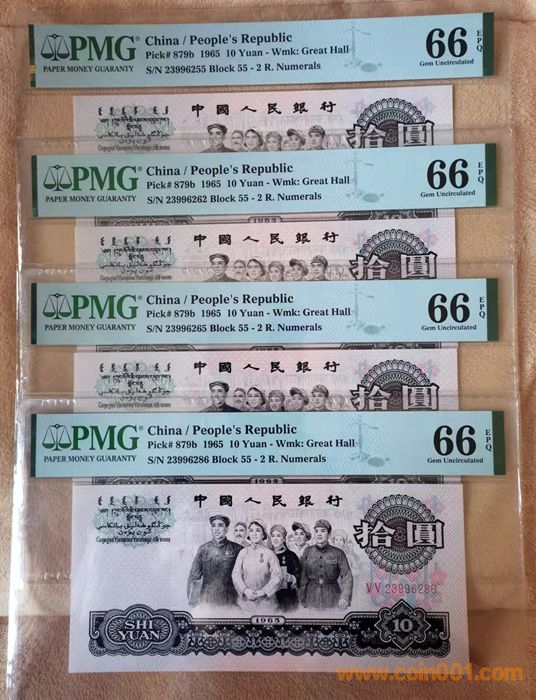 PMG
PAPER MONEY GUARANTY
China / People's Republic
Pick# 879b 1965 10 Yuan - Wmk: Great Hall
S/N 23996255 Block 55 - 2 R. Numerals
66 EPQ
Gem Uncirculated
中國人民銀行
拾圓
PMG
PAPER MONEY GUARANTY
China / People's Republic
Pick# 879b 1965 10 Yuan - Wmk: Great Hall
S/N 23996262 Block 55 - 2 R. Numerals
66 EPQ
Gem Uncirculated
1965
中國人民銀行
拾圓
PMG
PAPER MONEY GUARANTY
China / People's Republic
Pick# 879b 1965 10 Yuan - Wmk: Great Hall
S/N 23996265 Block 55 - 2 R. Numerals
66 EPQ
Gem Uncirculated
中國人民銀行
拾圓
PMG
PAPER MONEY GUARANTY
China / People's Republic
Pick# 879b 1965 10 Yuan - Wmk: Great Hall
S/N 23996286 Block 55 - 2 R. Numerals
66 EPQ
Gem Uncirculated
中國人民銀行
拾圓
VV 23996286
SHI YUAN
1965
10
www.coin001.com